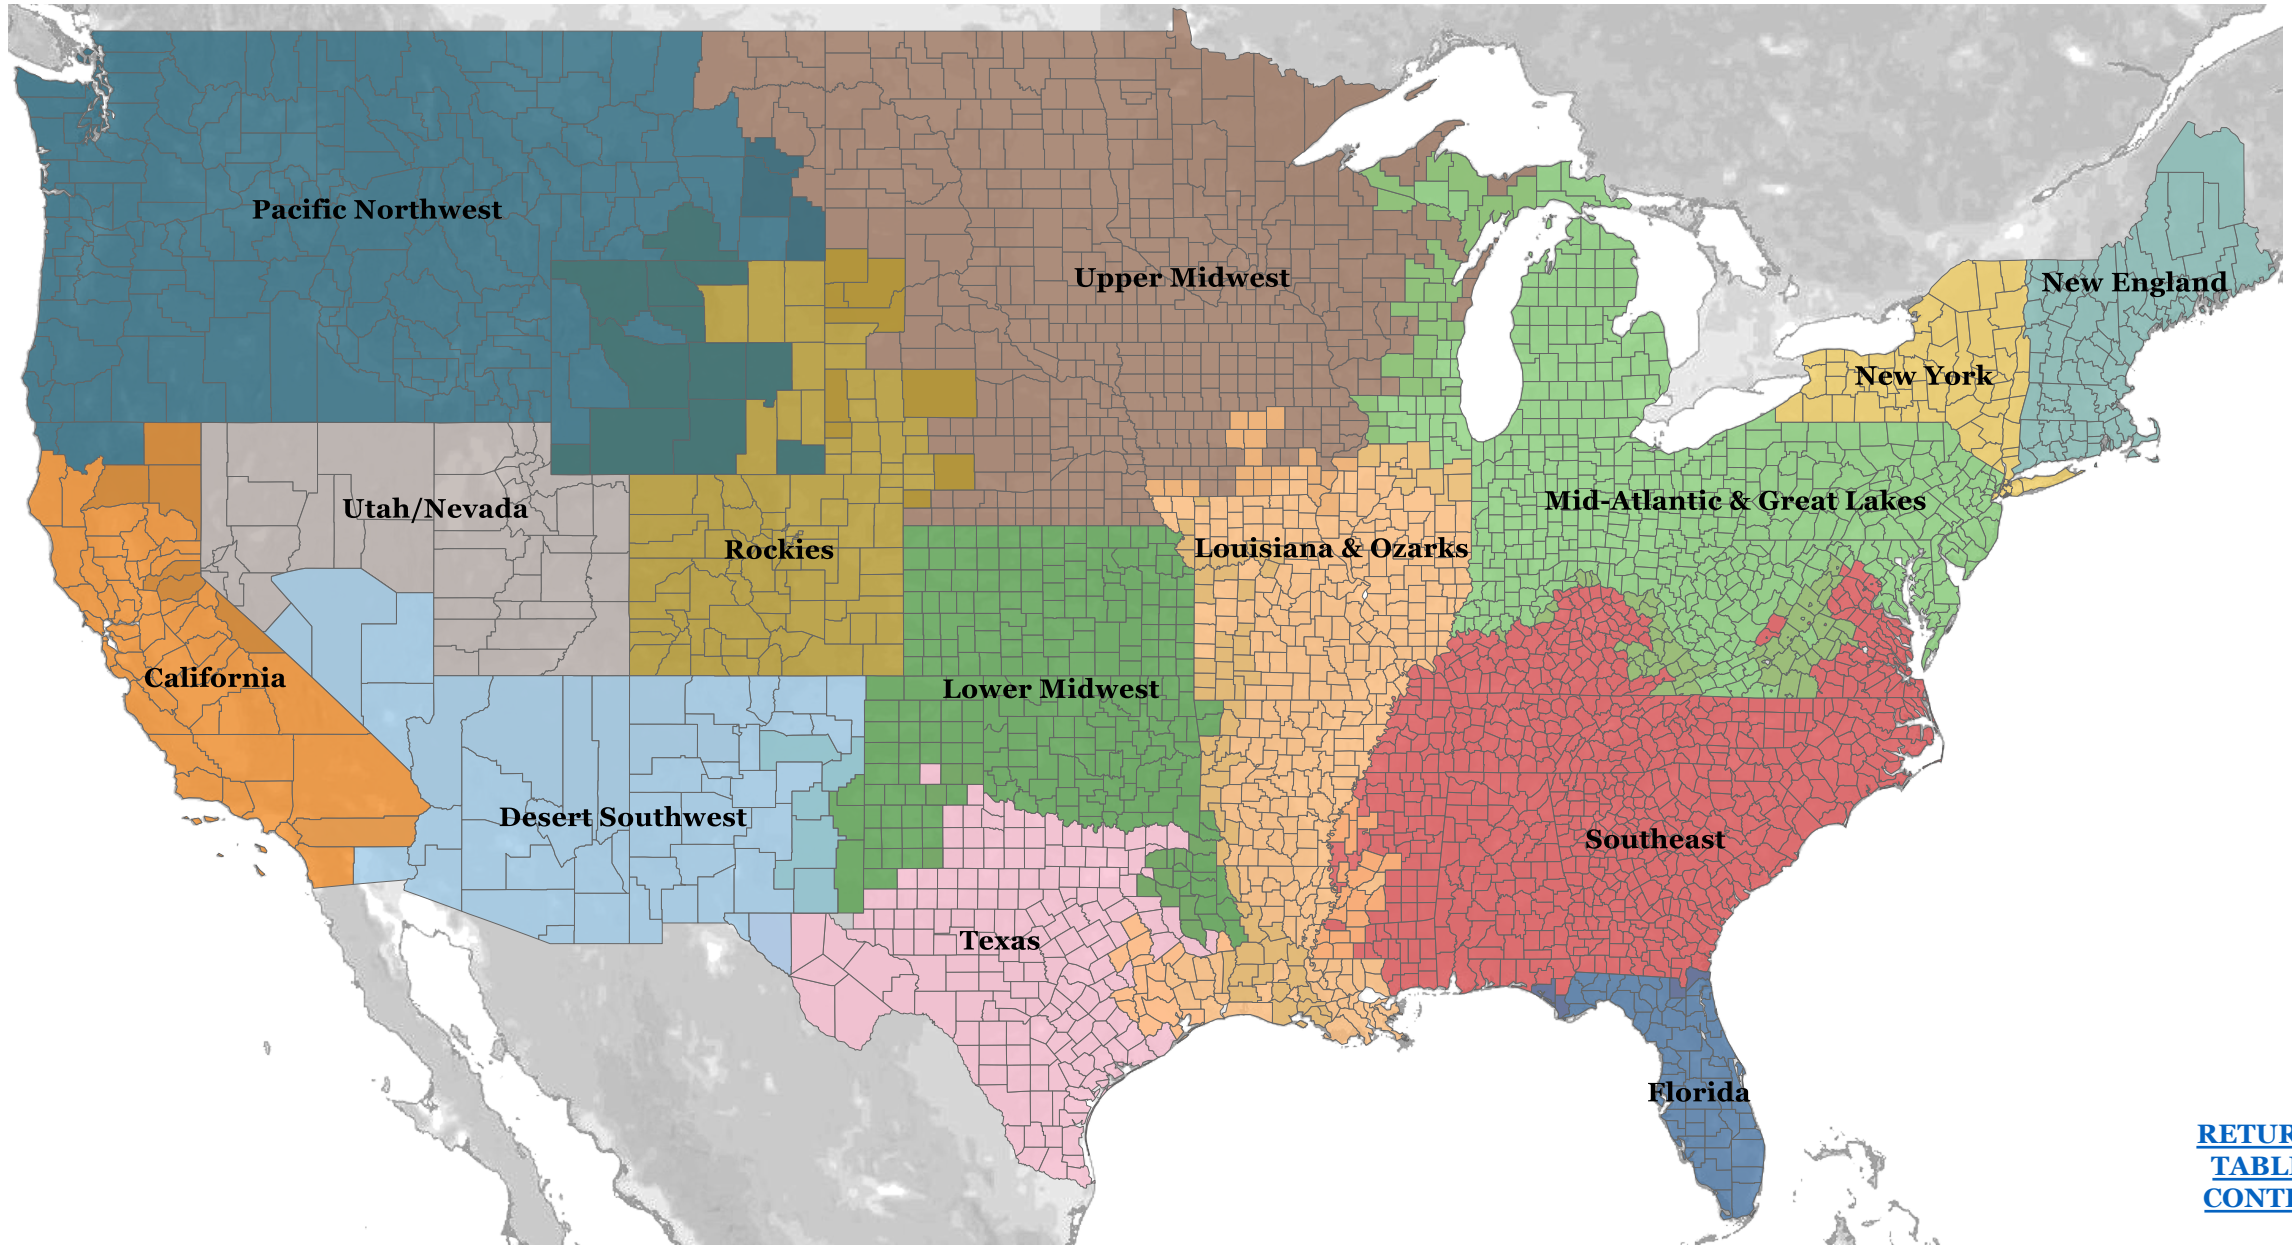 Pacific Northwest
Upper Midwest
New England
New York
Mid-Atlantic & Great Lakes
Utah/Nevada
Rockies
Louisiana & Ozarks
California
Lower Midwest
Desert Southwest
Southeast
Texas
Florida
RETUR
TABL
CONT